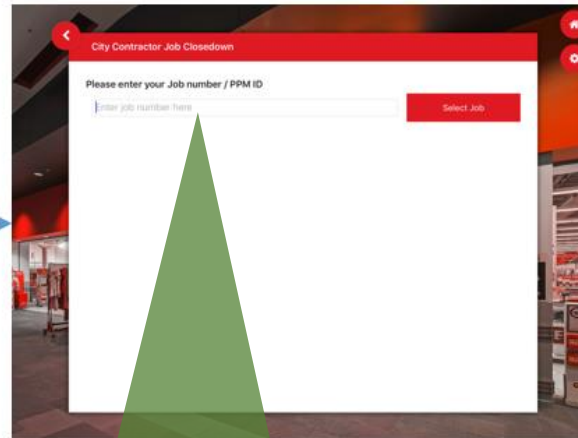 City Contractor Job Closedown
Please enter your Job number / PPM ID
Enter job number here
Select Job